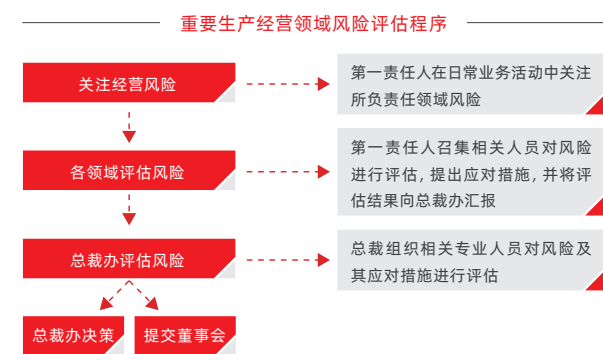 重要生产经营领域风险评估程序
关注经营风险
第一责任人在日常业务活动中关注
所负责任领域风险
各领域评估风险
第一责任人召集相关人员对风险
进行评估，提出应对措施，并将评
估结果向总裁办汇报
总裁办评估风险
总裁组织相关专业人员对风险及
其应对措施进行评估
总裁办决策
提交董事会